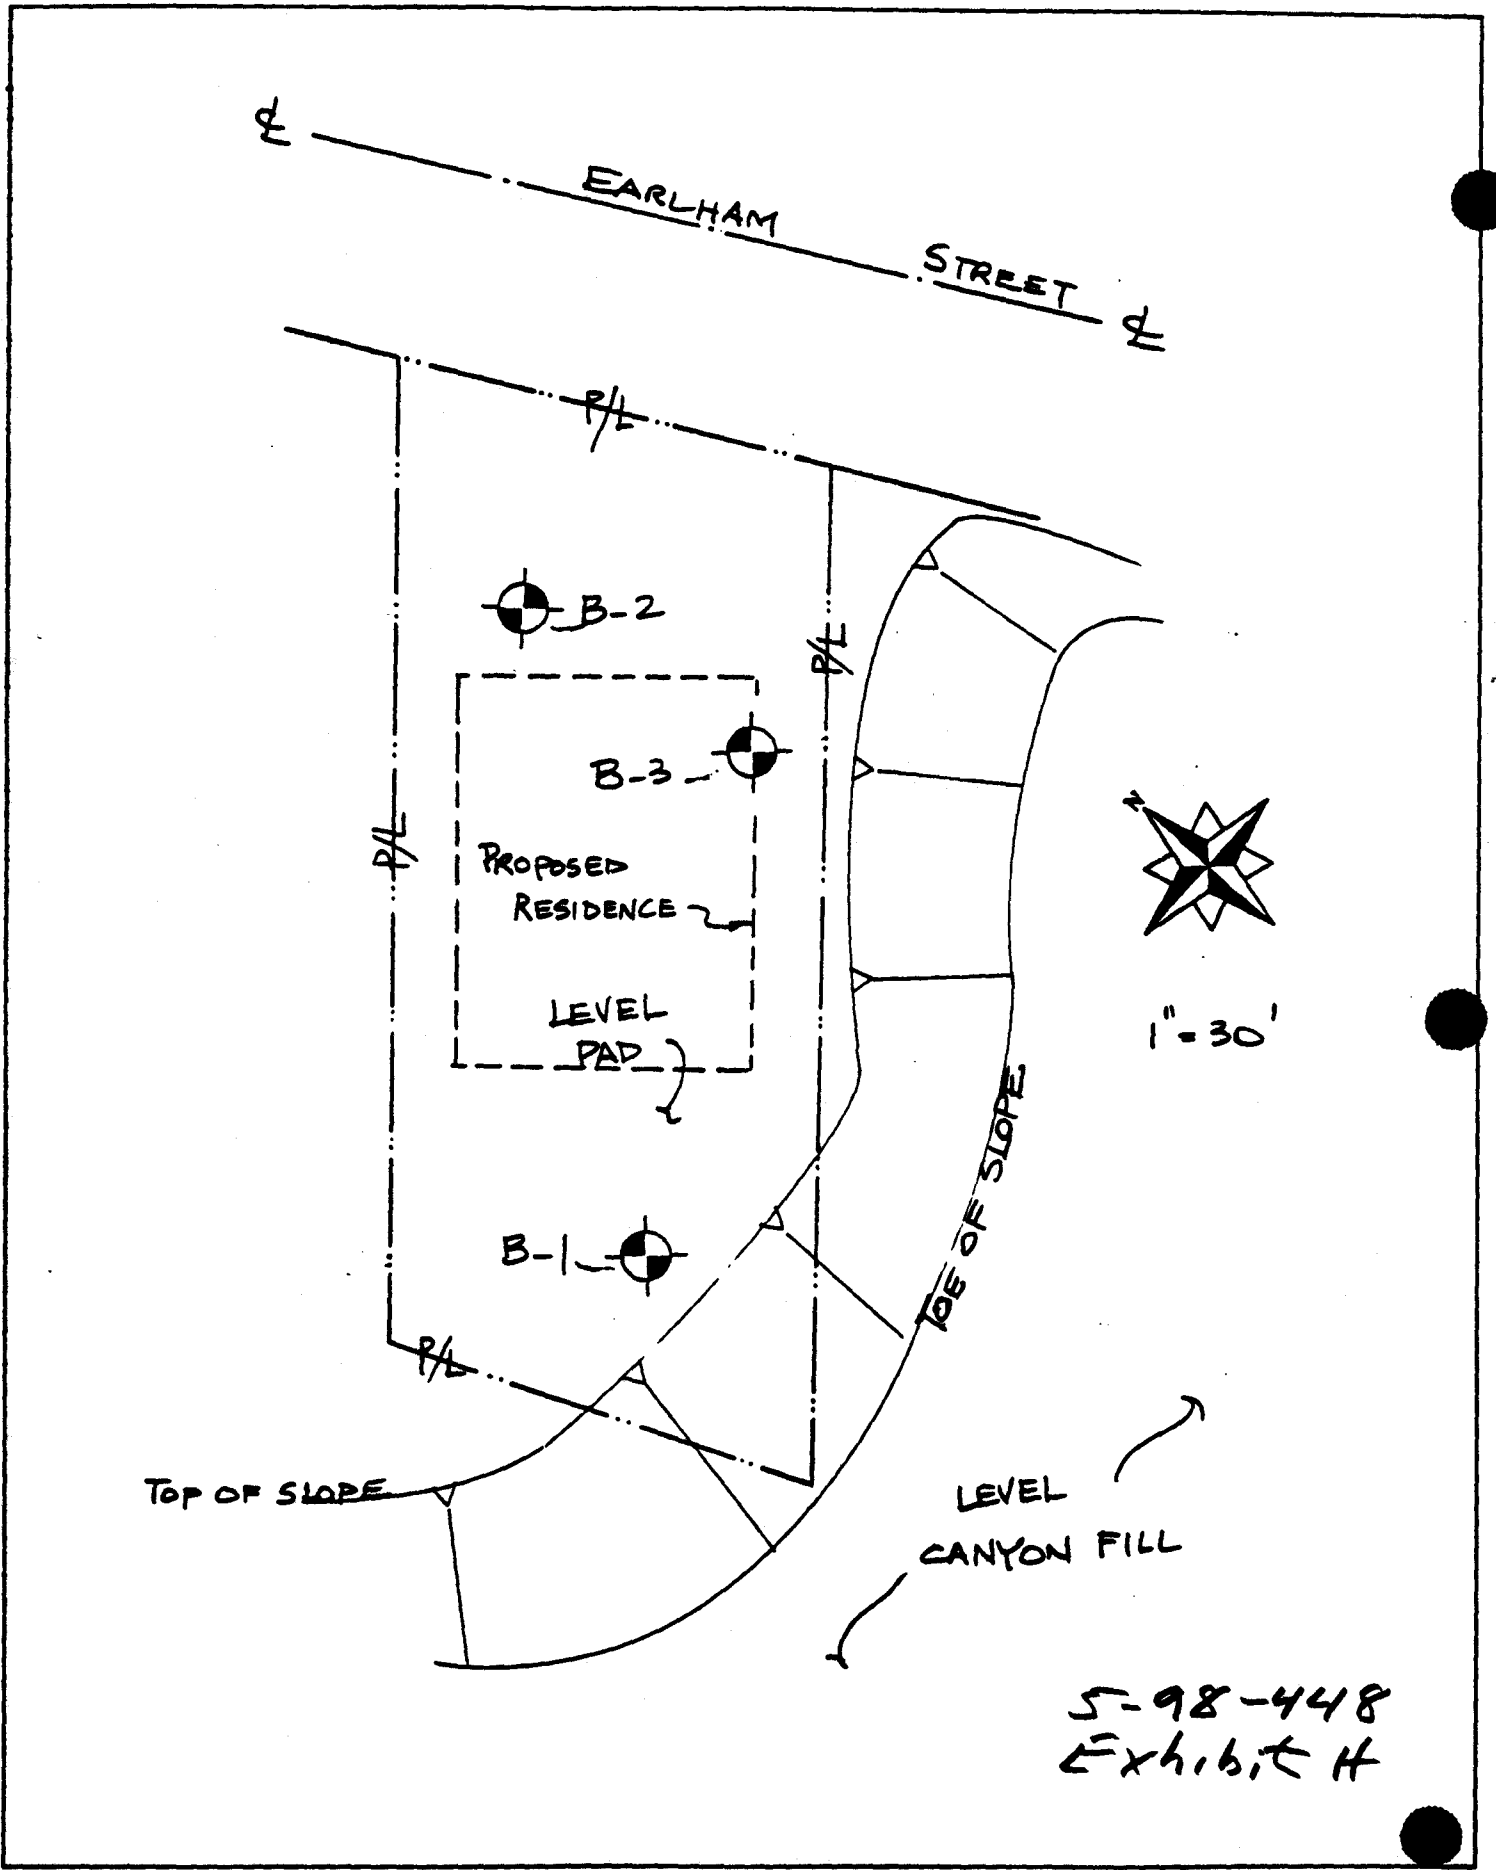 ℄
EARLHAM STREET
℄
P/L
B-2
P/L
B-3
N
P/L
PROPOSED
RESIDENCE
LEVEL
PAD
1"=30'
TOE OF SLOPE
B-1
P/L
TOP OF SLOPE
LEVEL
CANYON FILL
5-98-448
Exhibit H